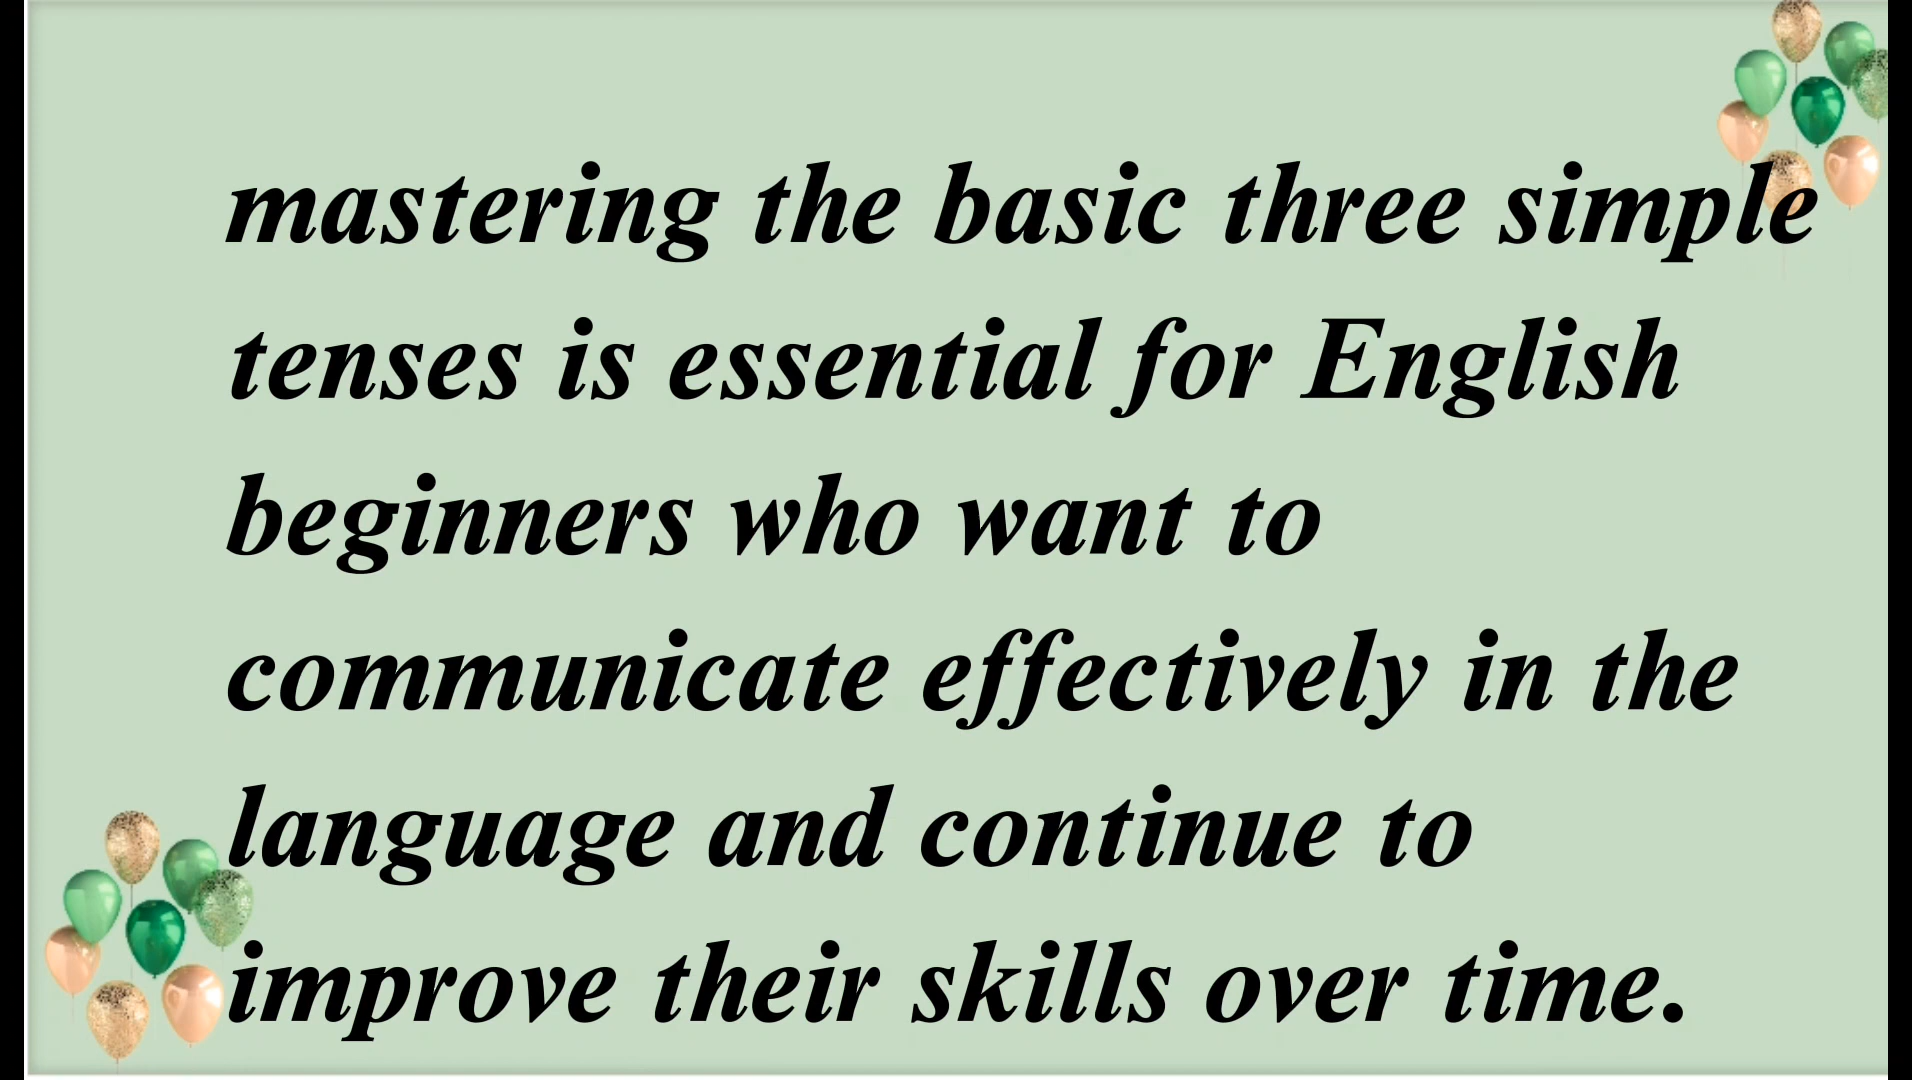 mastering the basic three simple
tenses is essential for English
beginners who want to
communicate effectively in the
language and continue to
improve their skills over time.